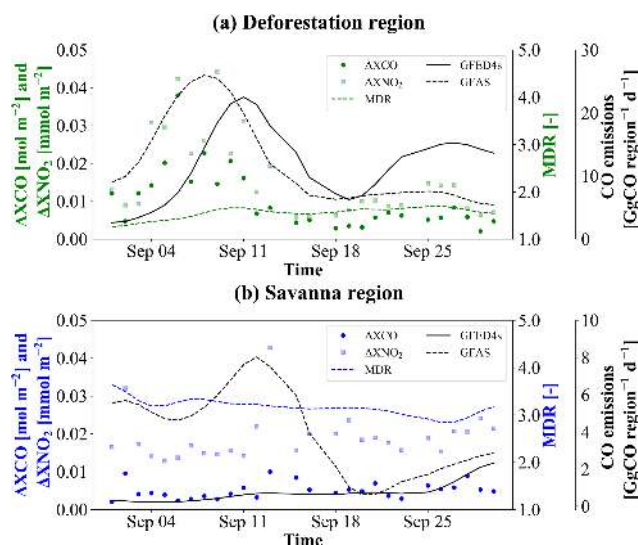 (a) Deforestation region
ΔXCO [mol m⁻²] and
ΔXNO₂ [mmol m⁻²]
0.05
0.04
0.03
0.02
0.01
0.00
ΔXCO
ΔXNO₂
MDR
GFED4s
GFAS
5.0
4.0
3.0
2.0
1.0
MDR [-]
30
20
10
0
CO emissions
[GgCO region⁻¹ d⁻¹]
Sep 04
Sep 11
Sep 18
Sep 25
Time
(b) Savanna region
ΔXCO [mol m⁻²] and
ΔXNO₂ [mmol m⁻²]
0.05
0.04
0.03
0.02
0.01
0.00
ΔXCO
ΔXNO₂
MDR
GFED4s
GFAS
5.0
4.0
3.0
2.0
1.0
MDR [-]
10
8
6
4
2
0
CO emissions
[GgCO region⁻¹ d⁻¹]
Sep 04
Sep 11
Sep 18
Sep 25
Time